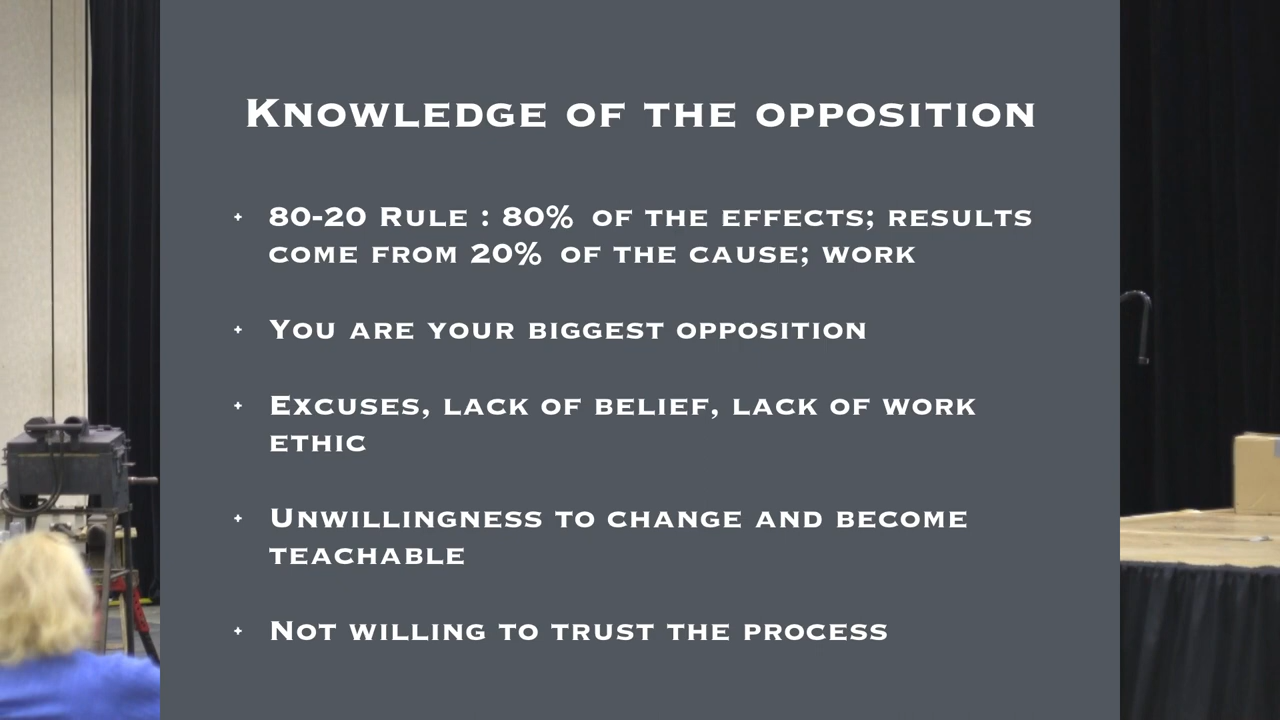 Knowledge of the opposition
80-20 Rule : 80% of the effects; results
come from 20% of the cause; work
You are your biggest opposition
Excuses, lack of belief, lack of work
ethic
Unwillingness to change and become
teachable
Not willing to trust the process